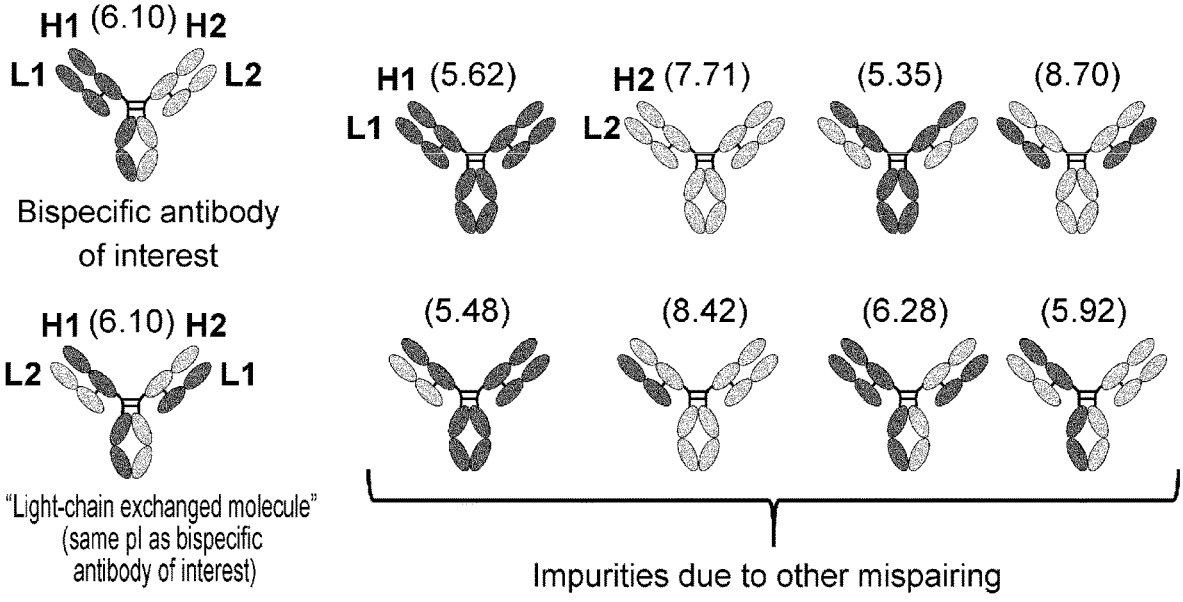 H1 (6.10) H2
L1 L2
Bispecific antibody
of interest
H1 (5.62) H2 (7.71) (5.35) (8.70)
L1 L2
H1 (6.10) H2
L2 L1
"Light-chain exchanged molecule"
(same pI as bispecific
antibody of interest)
(5.48) (8.42) (6.28) (5.92)
Impurities due to other mispairing